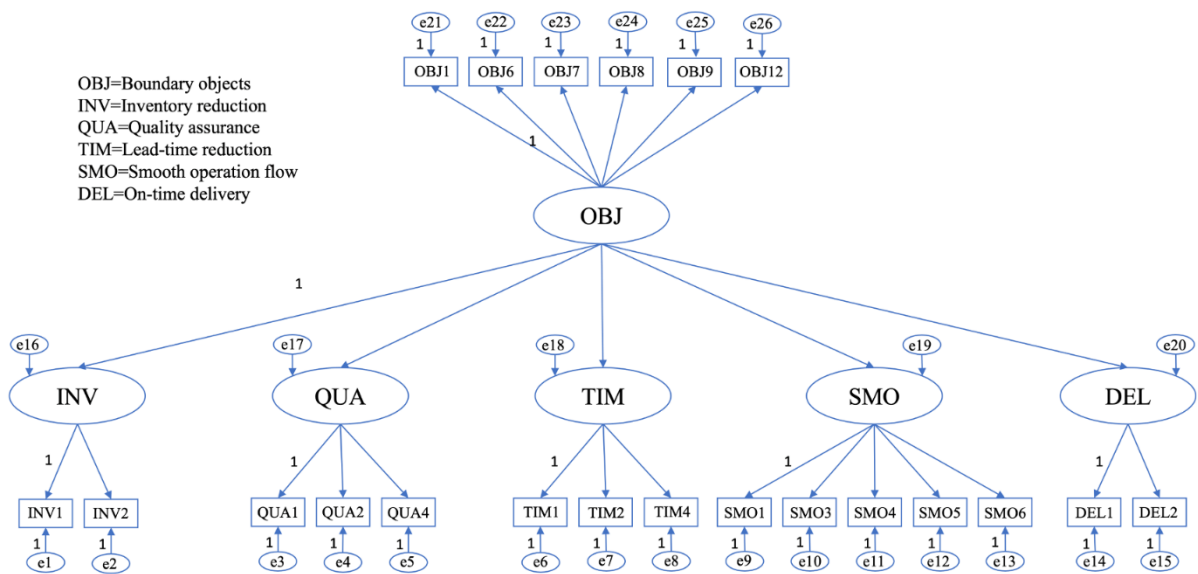 e21 e22 e23 e24 e25 e26
1 1 1 1 1 1
OBJ1 OBJ6 OBJ7 OBJ8 OBJ9 OBJ12
OBJ=Boundary objects
INV=Inventory reduction
QUA=Quality assurance
TIM=Lead-time reduction
SMO=Smooth operation flow
DEL=On-time delivery
1
OBJ
1
e16 e17 e18 e19 e20
INV QUA TIM SMO DEL
1 1 1 1 1
INV1 INV2 QUA1 QUA2 QUA4 TIM1 TIM2 TIM4 SMO1 SMO3 SMO4 SMO5 SMO6 DEL1 DEL2
1 1 1 1 1 1 1 1 1 1 1 1 1 1 1
e1 e2 e3 e4 e5 e6 e7 e8 e9 e10 e11 e12 e13 e14 e15